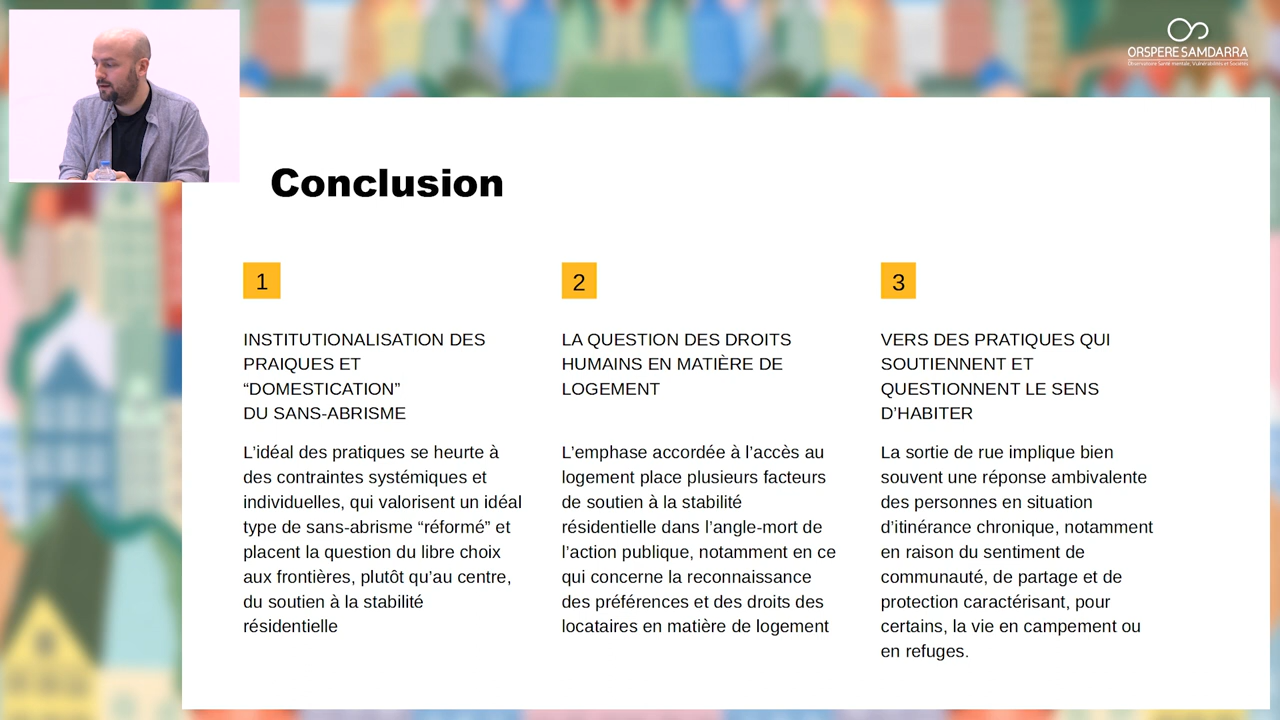 ORSPERE SAMDARRA
Observatoire Santé mentale, Vulnérabilités et Sociétés
Conclusion
1
INSTITUTIONALISATION DES
PRAIQUES ET
“DOMESTICATION”
DU SANS-ABRISME
L’idéal des pratiques se heurte à
des contraintes systémiques et
individuelles, qui valorisent un idéal
type de sans-abrisme “réformé” et
placent la question du libre choix
aux frontières, plutôt qu’au centre,
du soutien à la stabilité
résidentielle
2
LA QUESTION DES DROITS
HUMAINS EN MATIÈRE DE
LOGEMENT
L’emphase accordée à l’accès au
logement place plusieurs facteurs
de soutien à la stabilité
résidentielle dans l’angle-mort de
l’action publique, notamment en ce
qui concerne la reconnaissance
des préférences et des droits des
locataires en matière de logement
3
VERS DES PRATIQUES QUI
SOUTIENNENT ET
QUESTIONNENT LE SENS
D’HABITER
La sortie de rue implique bien
souvent une réponse ambivalente
des personnes en situation
d’itinérance chronique, notamment
en raison du sentiment de
communauté, de partage et de
protection caractérisant, pour
certains, la vie en campement ou
en refuges.